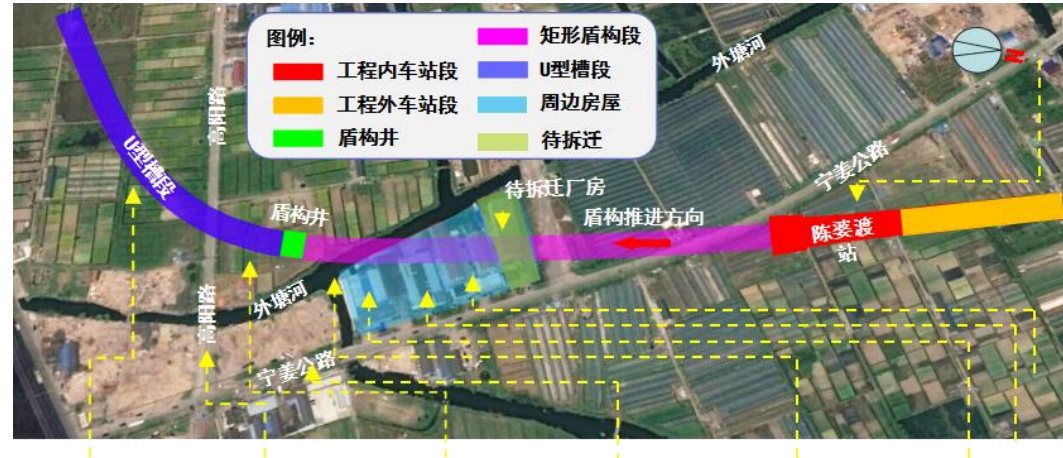 图例：
矩形盾构段
工程内车站段
U型槽段
工程外车站段
周边房屋
盾构井
待拆迁
外塘河
N
高阳路
U型槽段
宁姜公路
待拆迁厂房
盾构井
盾构推进方向
陈婆渡
站
外塘河
高阳路
宁姜公路